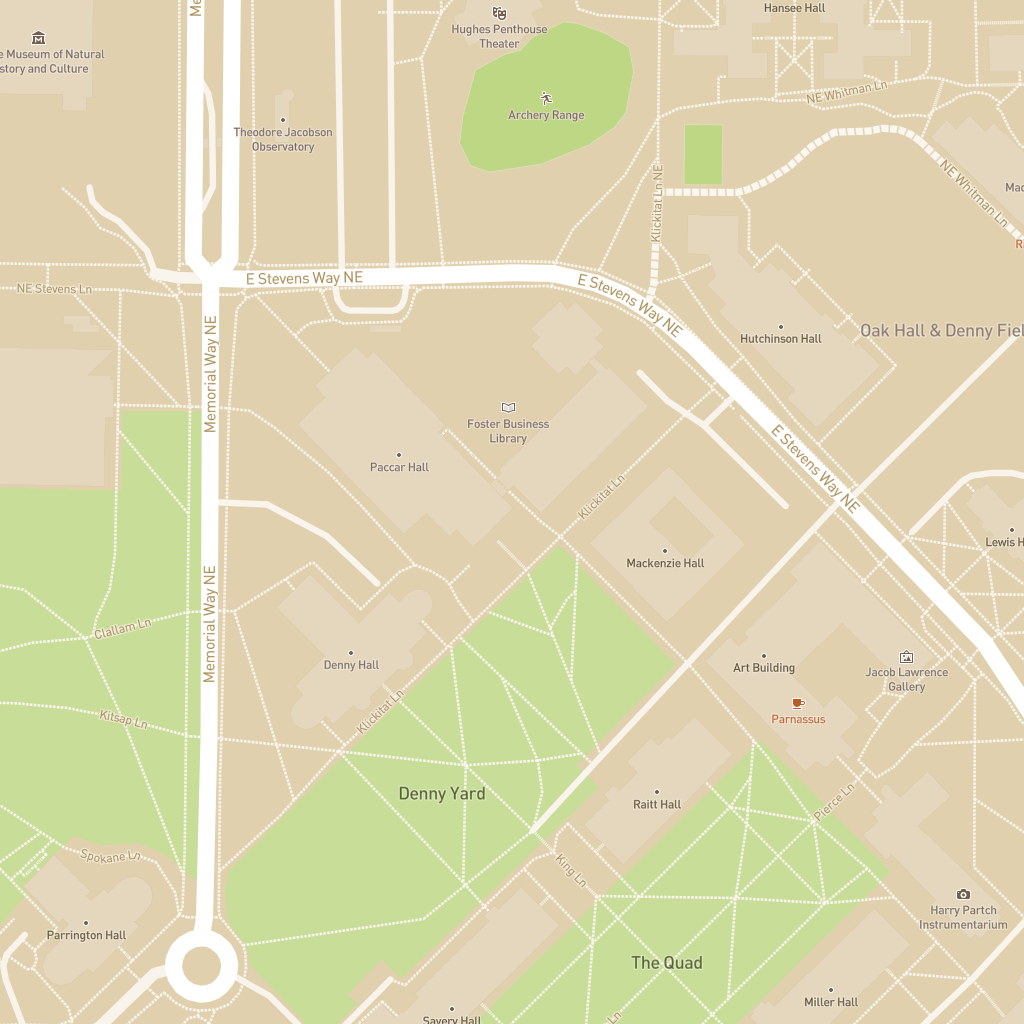 Me
Hansee Hall
Hughes Penthouse
Theater
e Museum of Natural
story and Culture
NE Whitman Ln
Archery Range
Theodore Jacobson
Observatory
Klickitat Ln NE
NE Whitman Ln
Mac
R
E Stevens Way NE
E Stevens Way NE
NE Stevens Ln
Memorial Way NE
Hutchinson Hall
Oak Hall & Denny Fiel
Foster Business
Library
E Stevens Way NE
Paccar Hall
Klickitat Ln
Mackenzie Hall
Lewis H
Memorial Way NE
Clallam Ln
Denny Hall
Art Building
Jacob Lawrence
Gallery
Kitsap Ln
Klickitat Ln
Parnassus
Denny Yard
Raitt Hall
Pierce Ln
Spokane Ln
King Ln
Harry Partch
Instrumentarium
Parrington Hall
The Quad
Miller Hall
Savery Hall
Ln